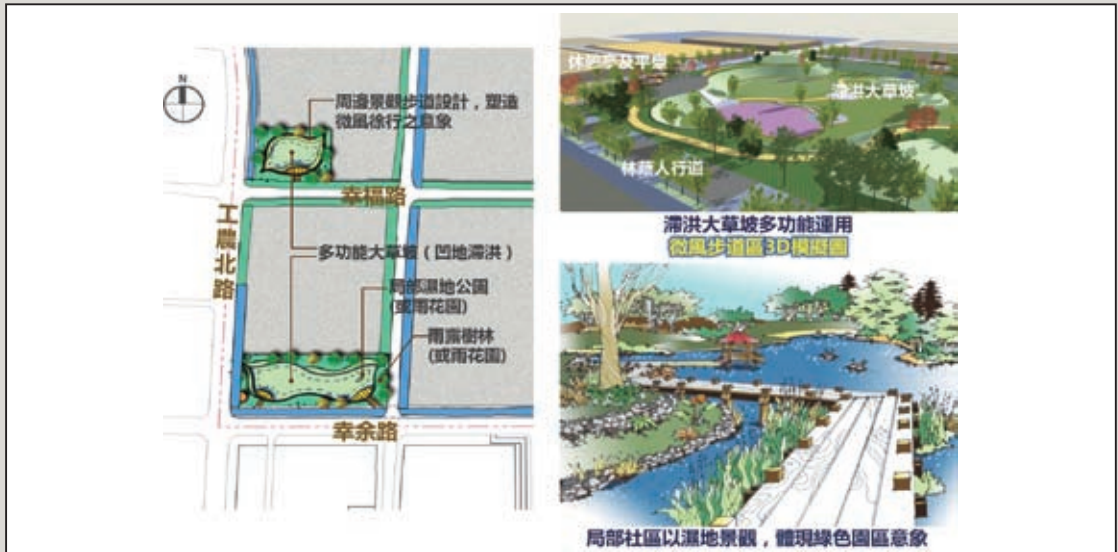 N
周邊景觀步道設計，塑造
微風徐行之意象
幸福路
工農北路
多功能大草坡（凹地滯洪）
局部濕地公園
(或雨花園)
雨露樹林
(或雨花園)
幸余路
休憩亭及平臺
滯洪大草坡
林蔭人行道
滯洪大草坡多功能運用
微風步道區3D模擬圖
局部社區以濕地景觀，體現綠色園區意象